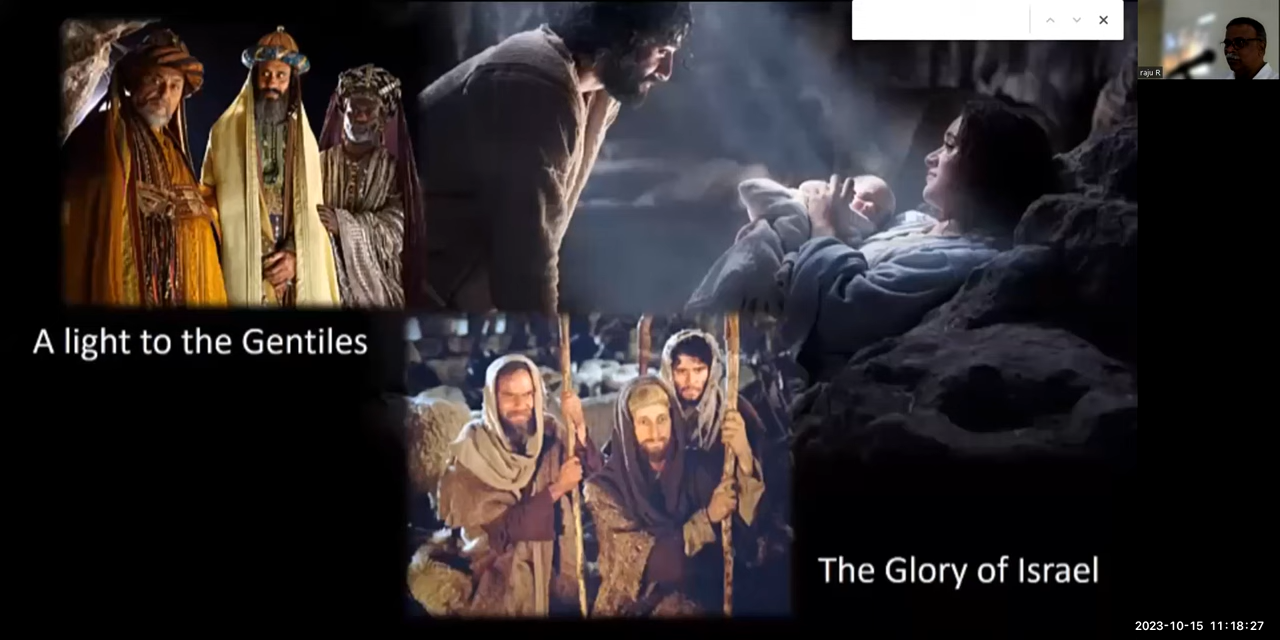 raju R
A light to the Gentiles
The Glory of Israel
2023-10-15 11:18:27